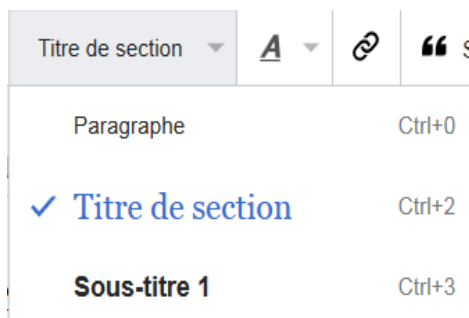 Titre de section A S
Paragraphe Ctrl+0
Titre de section Ctrl+2
Sous-titre 1 Ctrl+3